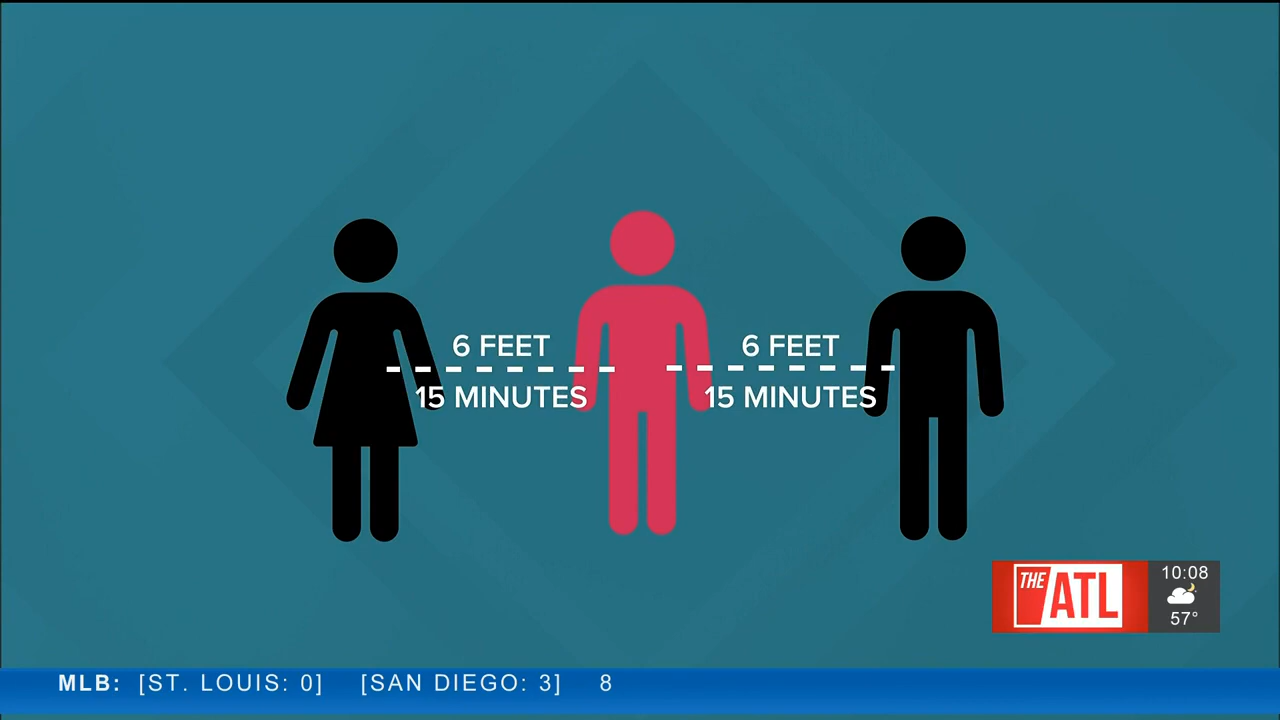 6 FEET
15 MINUTES
6 FEET
15 MINUTES
THE ATL
10:08
57°
MLB: [ST. LOUIS: 0] [SAN DIEGO: 3] 8